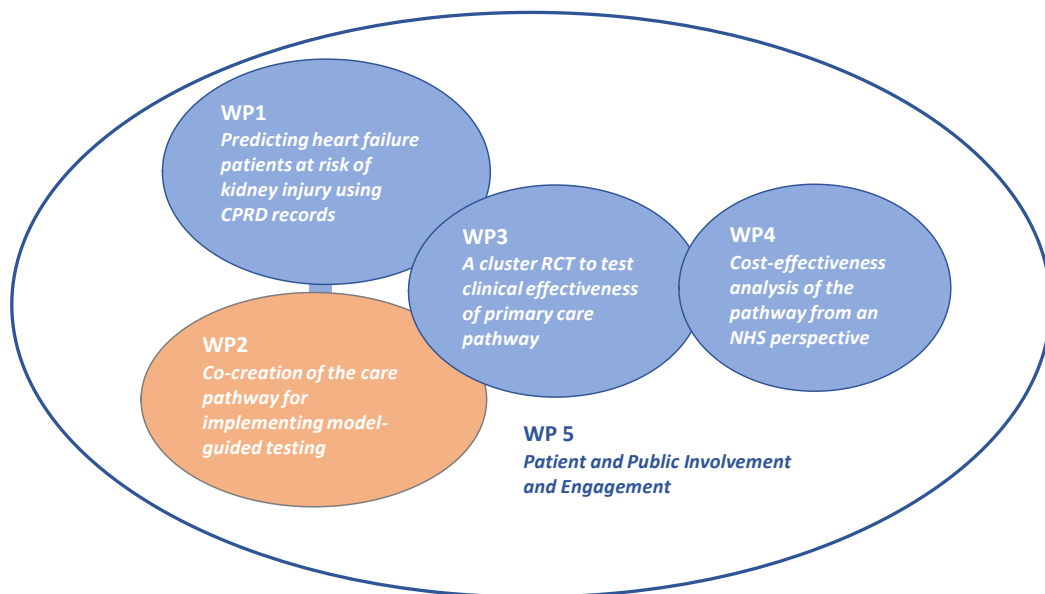 WP1
Predicting heart failure
patients at risk of
kidney injury using
CPRD records
WP2
Co-creation of the care
pathway for
implementing model-
guided testing
WP3
A cluster RCT to test
clinical effectiveness
of primary care
pathway
WP4
Cost-effectiveness
analysis of the
pathway from an
NHS perspective
WP 5
Patient and Public Involvement
and Engagement